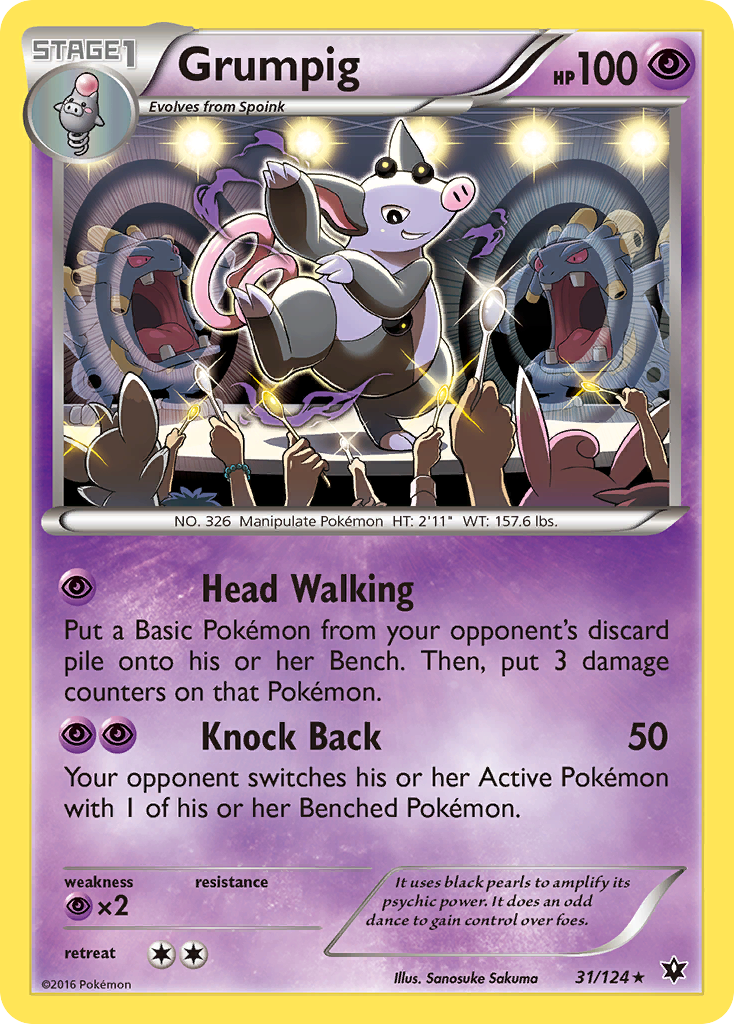 STAGE1
Grumpig
HP100
Evolves from Spoink
NO. 326 Manipulate Pokémon HT: 2'11" WT: 157.6 lbs.
Head Walking
Put a Basic Pokémon from your opponent's discard
pile onto his or her Bench. Then, put 3 damage
counters on that Pokémon.
Knock Back 50
Your opponent switches his or her Active Pokémon
with 1 of his or her Benched Pokémon.
weakness resistance
×2
It uses black pearls to amplify its
psychic power. It does an odd
dance to gain control over foes.
retreat
©2016 Pokémon
Illus. Sanosuke Sakuma
31/124 ★